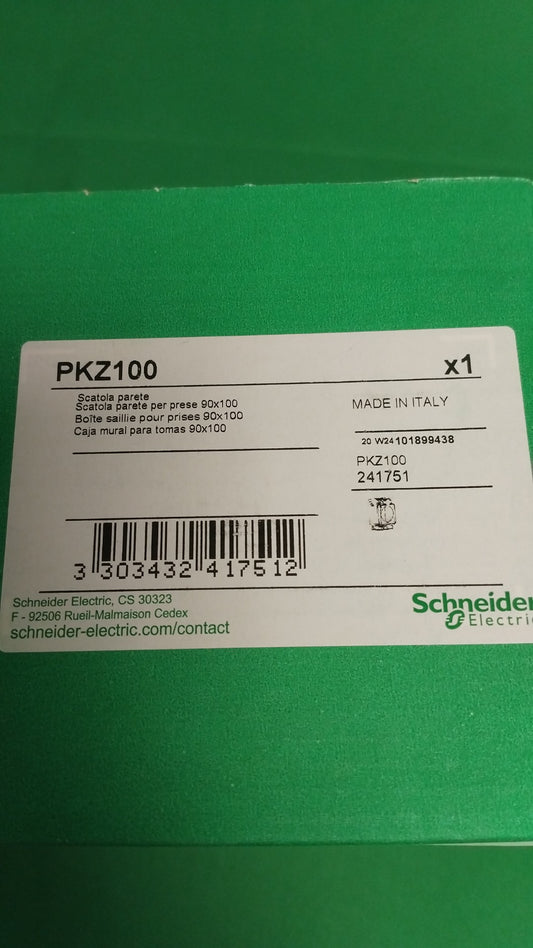 PKZ100
x1
Scatola parete
Scatola parete per prese 90x100
Boîte saillie pour prises 90x100
Caja mural para tomas 90x100
MADE IN ITALY
20 W24 101899438
PKZ100
241751
3 303432 417512
Schneider Electric, CS 30323
F - 92506 Rueil-Malmaison Cedex
schneider-electric.com/contact
Schneider
Electric